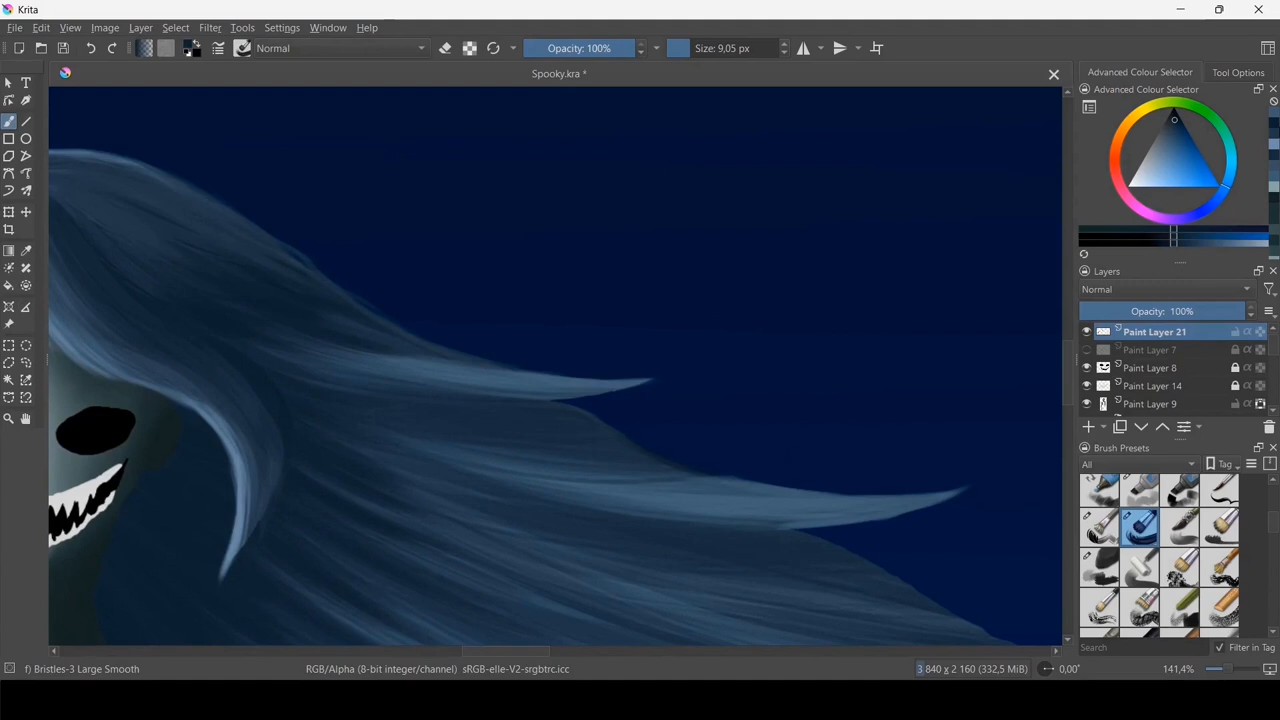 Krita
File Edit View Image Layer Select Filter Tools Settings Window Help
Normal Opacity: 100% Size: 9,05 px
Spooky.kra *
Advanced Colour Selector Tool Options
Advanced Colour Selector
Layers
Normal
Opacity: 100%
Paint Layer 21
Paint Layer 7
Paint Layer 8
Paint Layer 14
Paint Layer 9
Brush Presets
All Tag
Search Filter in Tag
f) Bristles-3 Large Smooth RGB/Alpha (8-bit integer/channel) sRGB-elle-V2-srgbtrc.icc 3 840 x 2 160 (332,5 MiB) 0,00° 141,4%